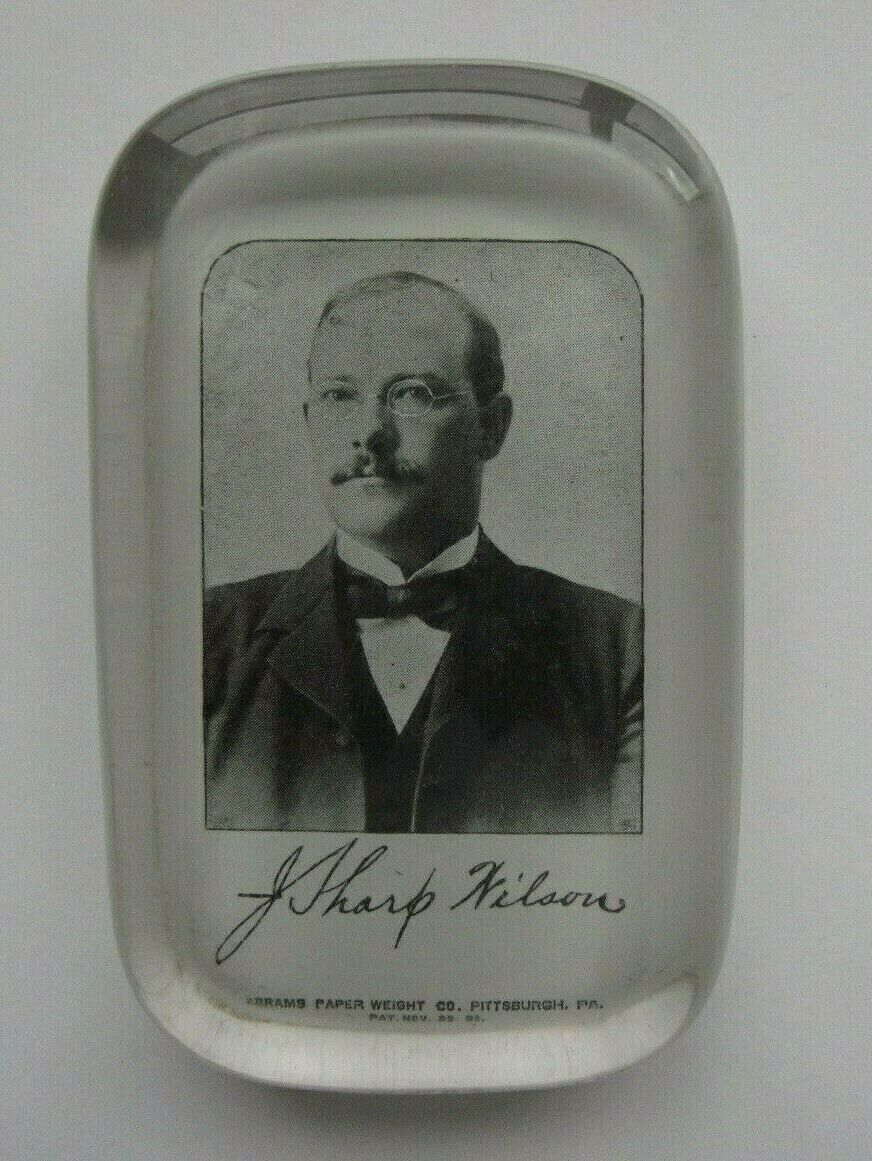 J Sharp Wilson
ABRAMS PAPER WEIGHT CO. PITTSBURGH, PA.
PAT. NOV.